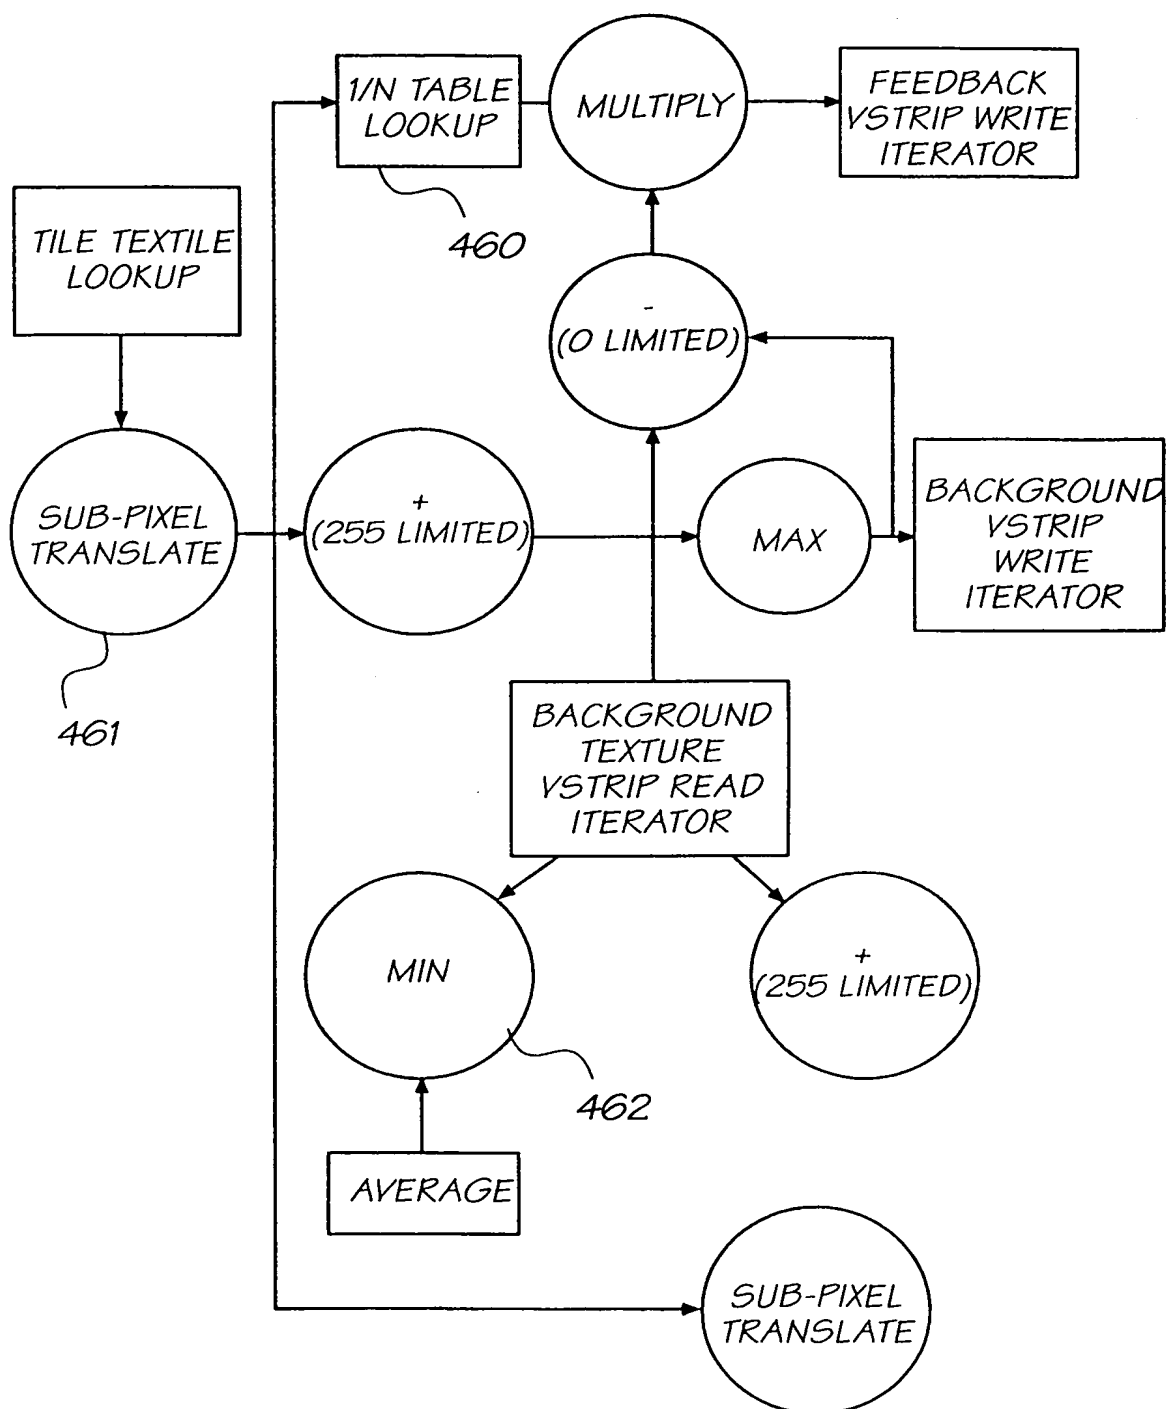 1/N TABLE
LOOKUP
MULTIPLY
FEEDBACK
VSTRIP WRITE
ITERATOR
460
TILE TEXTILE
LOOKUP
-
(0 LIMITED)
SUB-PIXEL
TRANSLATE
461
+
(255 LIMITED)
MAX
BACKGROUND
VSTRIP
WRITE
ITERATOR
BACKGROUND
TEXTURE
VSTRIP READ
ITERATOR
MIN
462
+
(255 LIMITED)
AVERAGE
SUB-PIXEL
TRANSLATE